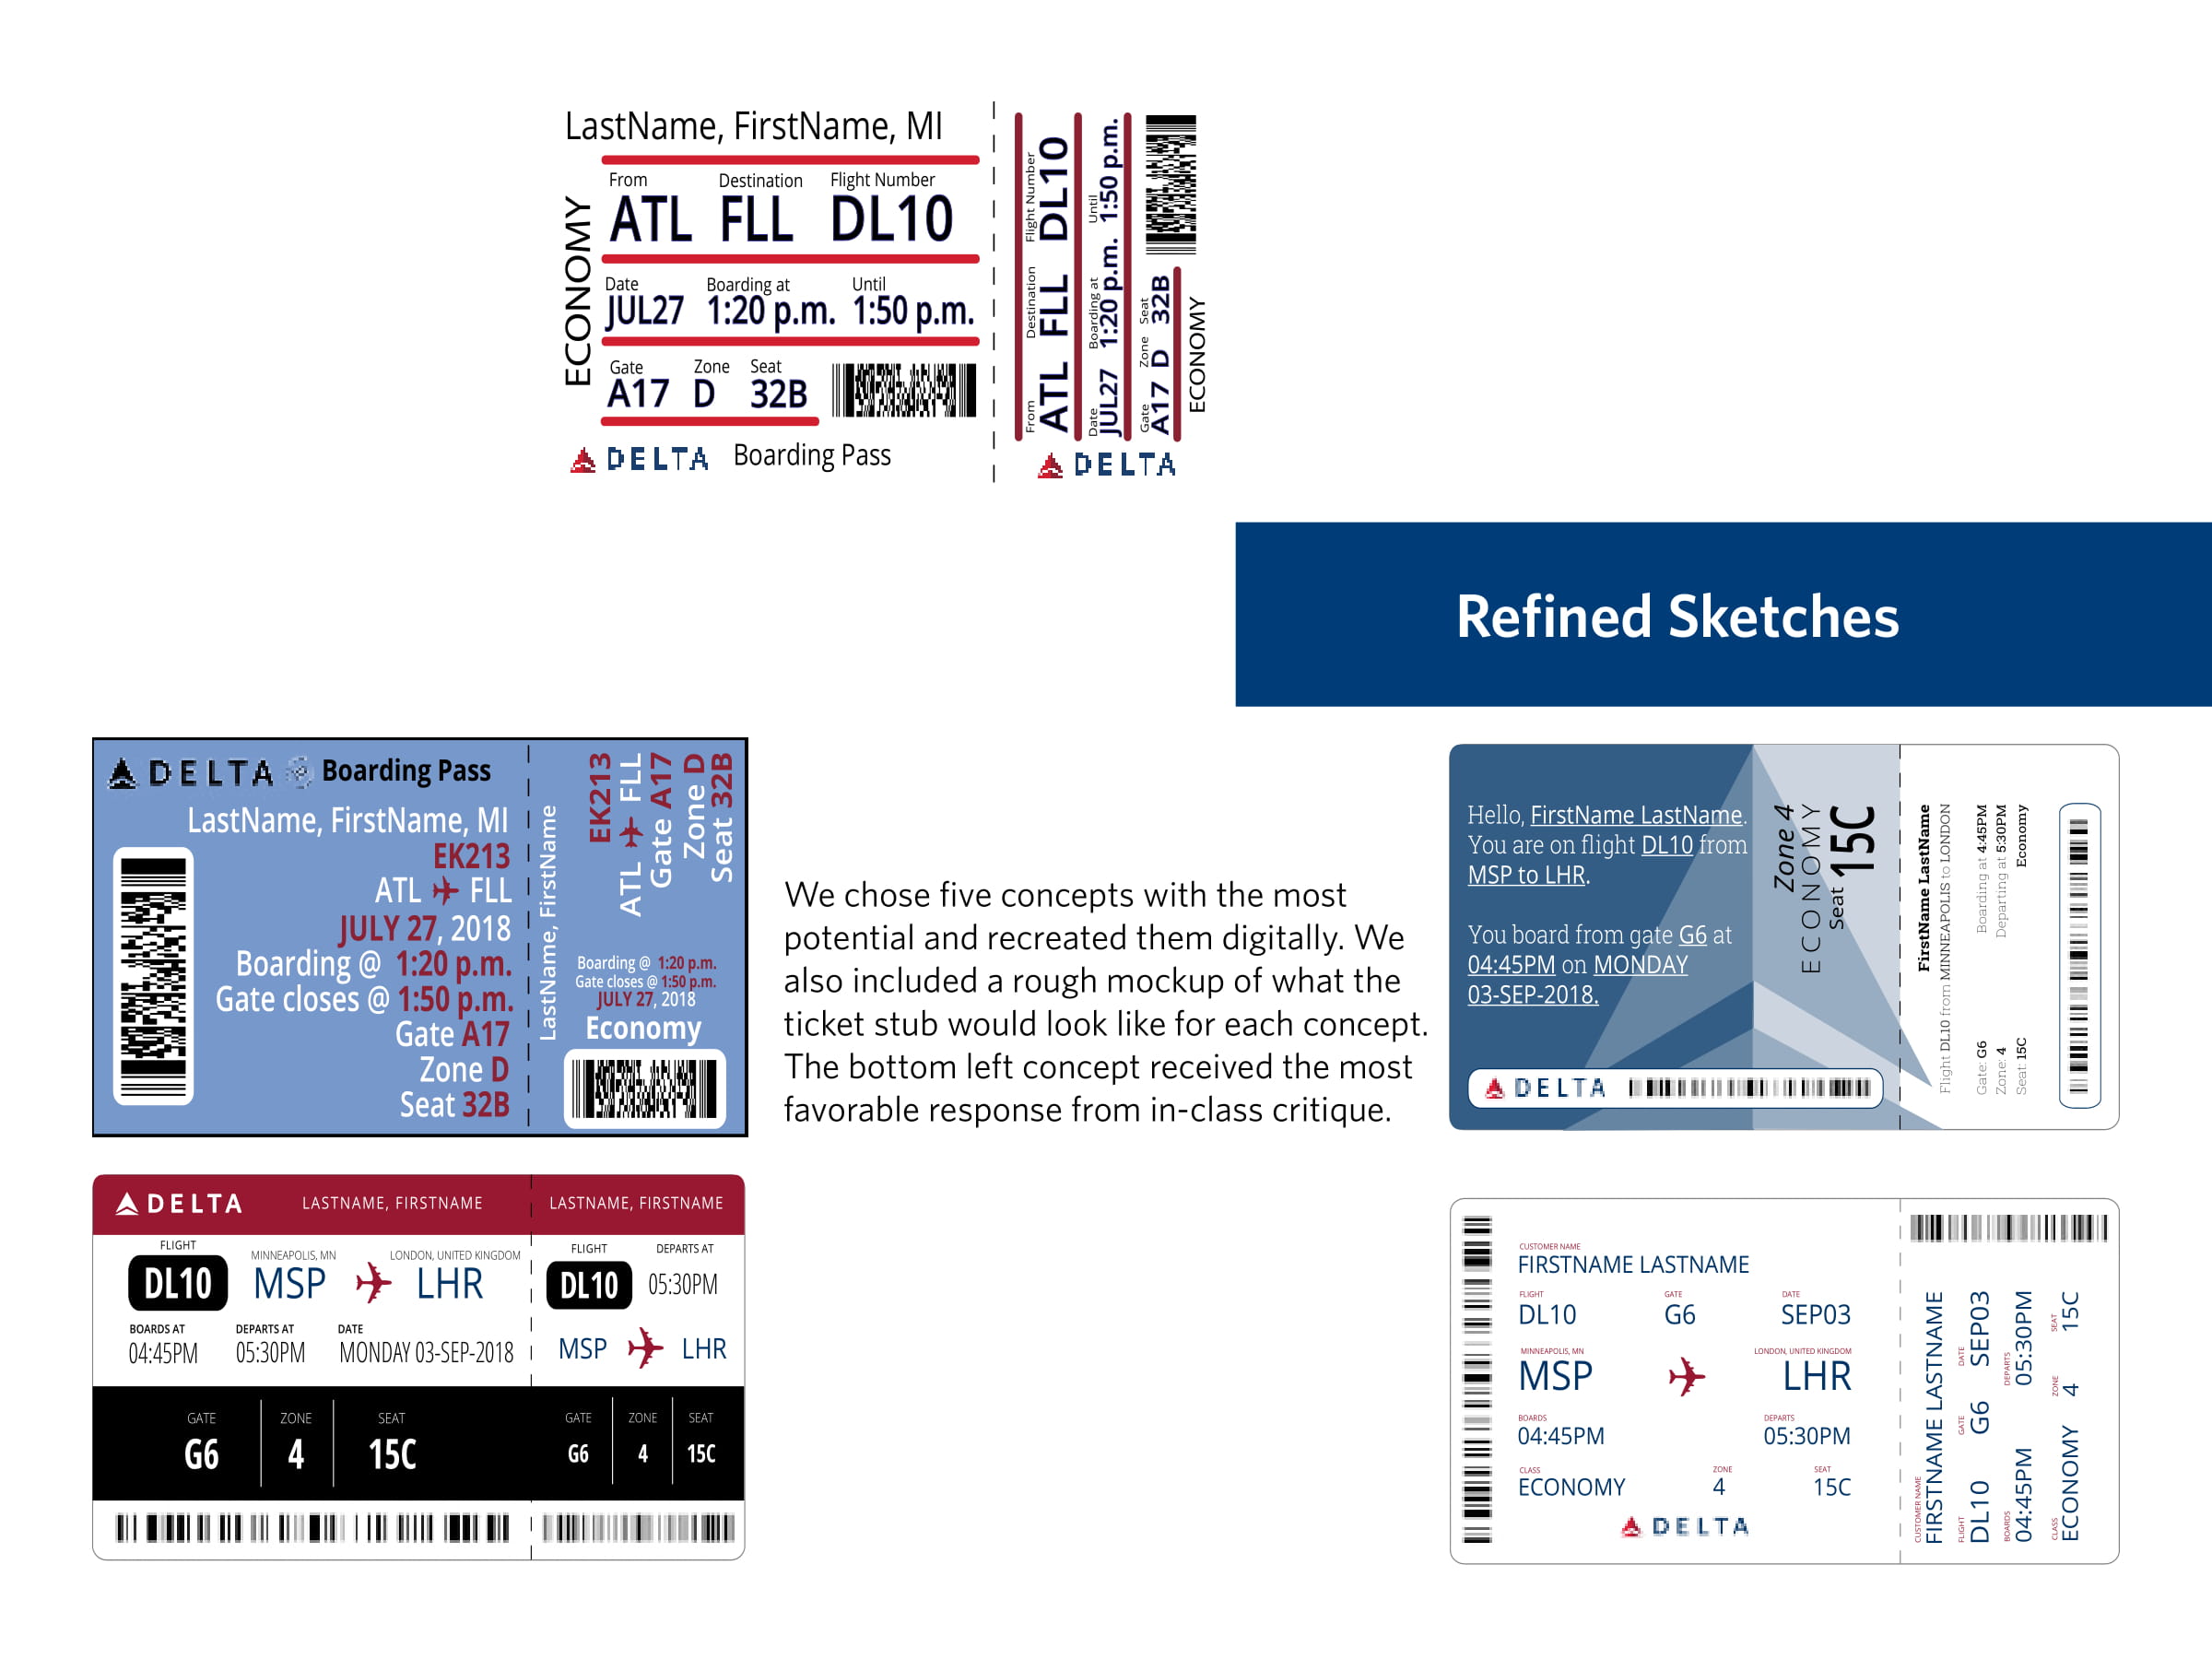 LastName, FirstName, MI
ECONOMY
From Destination Flight Number
ATL FLL DL10
Date Boarding at Until
JUL27 1:20 p.m. 1:50 p.m.
Gate Zone Seat
A17 D 32B
DELTA Boarding Pass
From Destination Flight Number
ATL FLL DL10
Date Boarding at Until
JUL27 1:20 p.m. 1:50 p.m.
Gate Zone Seat
A17 D 32B
ECONOMY
DELTA
Refined Sketches
DELTA Boarding Pass
LastName, FirstName, MI
EK213
ATL FLL
JULY 27, 2018
Boarding @ 1:20 p.m.
Gate closes @ 1:50 p.m.
Gate A17
Zone D
Seat 32B
LastName, FirstName
EK213
ATL FLL
Gate A17
Zone D
Seat 32B
Boarding @ 1:20 p.m.
Gate closes @ 1:50 p.m.
JULY 27, 2018
Economy
We chose five concepts with the most
potential and recreated them digitally. We
also included a rough mockup of what the
ticket stub would look like for each concept.
The bottom left concept received the most
favorable response from in-class critique.
Hello, FirstName LastName.
You are on flight DL10 from
MSP to LHR.
You board from gate G6 at
04:45PM on MONDAY
03-SEP-2018.
Zone 4
ECONOMY
Seat 15C
DELTA
FirstName LastName
Flight DL10 from MINNEAPOLIS to LONDON
Gate: G6 Boarding at 4:45PM
Zone: 4 Departing at 5:30PM
Seat: 15C Economy
DELTA LASTNAME, FIRSTNAME
FLIGHT MINNEAPOLIS, MN LONDON, UNITED KINGDOM
DL10 MSP LHR
BOARDS AT DEPARTS AT DATE
04:45PM 05:30PM MONDAY 03-SEP-2018
GATE ZONE SEAT
G6 4 15C
LASTNAME, FIRSTNAME
FLIGHT DEPARTS AT
DL10 05:30PM
MSP LHR
GATE ZONE SEAT
G6 4 15C
CUSTOMER NAME
FIRSTNAME LASTNAME
FLIGHT GATE DATE
DL10 G6 SEP03
MINNEAPOLIS, MN LONDON, UNITED KINGDOM
MSP LHR
BOARDS DEPARTS
04:45PM 05:30PM
CLASS ZONE SEAT
ECONOMY 4 15C
DELTA
CUSTOMER NAME
FIRSTNAME LASTNAME
FLIGHT GATE DATE
DL10 G6 SEP03
BOARDS DEPARTS
04:45PM 05:30PM
CLASS ZONE SEAT
ECONOMY 4 15C